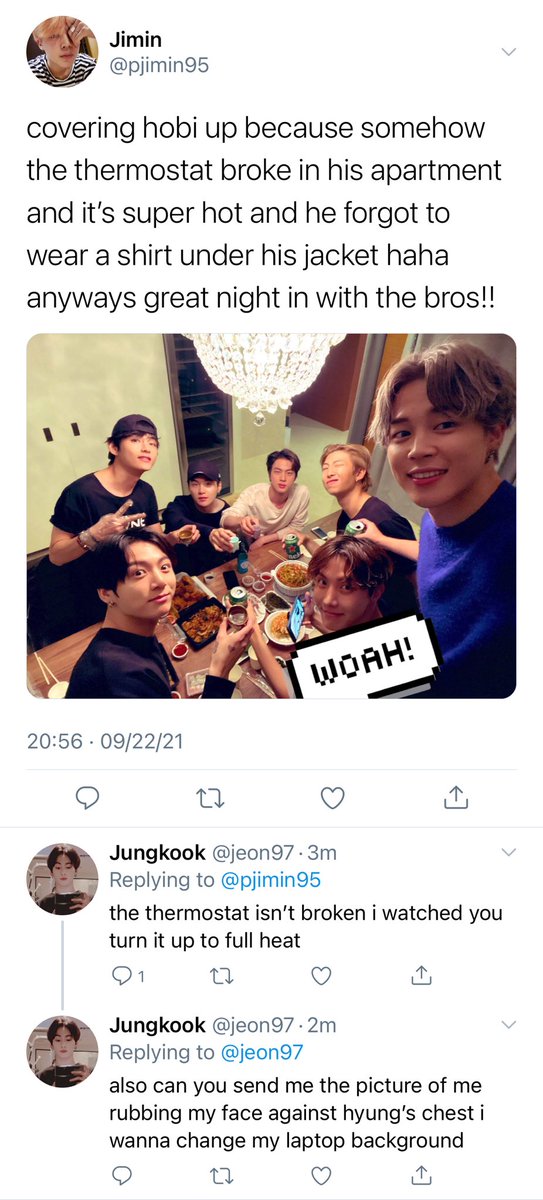 Jimin
@pjimin95
covering hobi up because somehow
the thermostat broke in his apartment
and it’s super hot and he forgot to
wear a shirt under his jacket haha
anyways great night in with the bros!!
WOAH!
20:56 · 09/22/21
Jungkook @jeon97 · 3m
Replying to @pjimin95
the thermostat isn’t broken i watched you
turn it up to full heat
1
Jungkook @jeon97 · 2m
Replying to @jeon97
also can you send me the picture of me
rubbing my face against hyung’s chest i
wanna change my laptop background